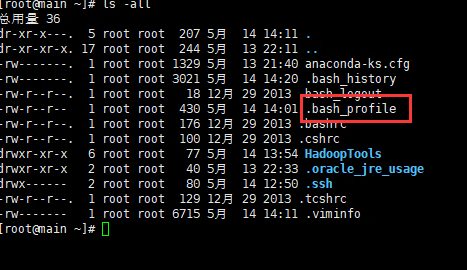 [root@main ~]# ls -all
总用量 36
dr-xr-x---. 5 root root 207 5月 14 14:11 .
dr-xr-xr-x. 17 root root 244 5月 13 22:11 ..
-rw-------. 1 root root 1329 5月 13 21:40 anaconda-ks.cfg
-rw------- 1 root root 3021 5月 14 14:20 .bash_history
-rw-r--r--. 1 root root 18 12月 29 2013 .bash_logout
-rw-r--r--. 1 root root 430 5月 14 14:01 .bash_profile
-rw-r--r--. 1 root root 176 12月 29 2013 .bashrc
-rw-r--r--. 1 root root 100 12月 29 2013 .cshrc
drwxr-xr-x 6 root root 77 5月 14 13:54 HadoopTools
drwxr-xr-x 2 root root 40 5月 13 22:33 .oracle_jre_usage
drwx------ 2 root root 80 5月 14 12:50 .ssh
-rw-r--r--. 1 root root 129 12月 29 2013 .tcshrc
-rw------- 1 root root 6715 5月 14 14:11 .viminfo
[root@main ~]#